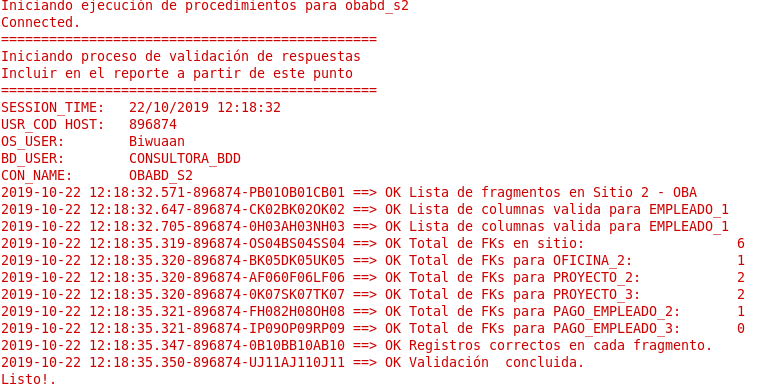 Iniciando ejecución de procedimientos para obabd_s2
Connected.
===============================================
Iniciando proceso de validación de respuestas
Incluir en el reporte a partir de este punto
===============================================
SESSION_TIME:   22/10/2019 12:18:32
USR_COD HOST:   896874
OS_USER:        Biwuaan
BD_USER:        CONSULTORA_BDD
CON_NAME:       OBABD_S2
2019-10-22 12:18:32.571-896874-PB01OB01CB01 ==> OK Lista de fragmentos en Sitio 2 - OBA
2019-10-22 12:18:32.647-896874-CK02BK02OK02 ==> OK Lista de columnas valida para EMPLEADO_1
2019-10-22 12:18:32.705-896874-0H03AH03NH03 ==> OK Lista de columnas valida para EMPLEADO_1
2019-10-22 12:18:35.319-896874-OS04BS04SS04 ==> OK Total de FKs en sitio:                   6
2019-10-22 12:18:35.320-896874-BK05DK05UK05 ==> OK Total de FKs para OFICINA_2:             1
2019-10-22 12:18:35.320-896874-AF060F06LF06 ==> OK Total de FKs para PROYECTO_2:            2
2019-10-22 12:18:35.320-896874-0K07SK07TK07 ==> OK Total de FKs para PROYECTO_3:            2
2019-10-22 12:18:35.321-896874-FH082H08OH08 ==> OK Total de FKs para PAGO_EMPLEADO_2:       1
2019-10-22 12:18:35.321-896874-IP09OP09RP09 ==> OK Total de FKs para PAGO_EMPLEADO_3:       0
2019-10-22 12:18:35.347-896874-0B10BB10AB10 ==> OK Registros correctos en cada fragmento.
2019-10-22 12:18:35.350-896874-UJ11AJ110J11 ==> OK Validación  concluida.
Listo!.